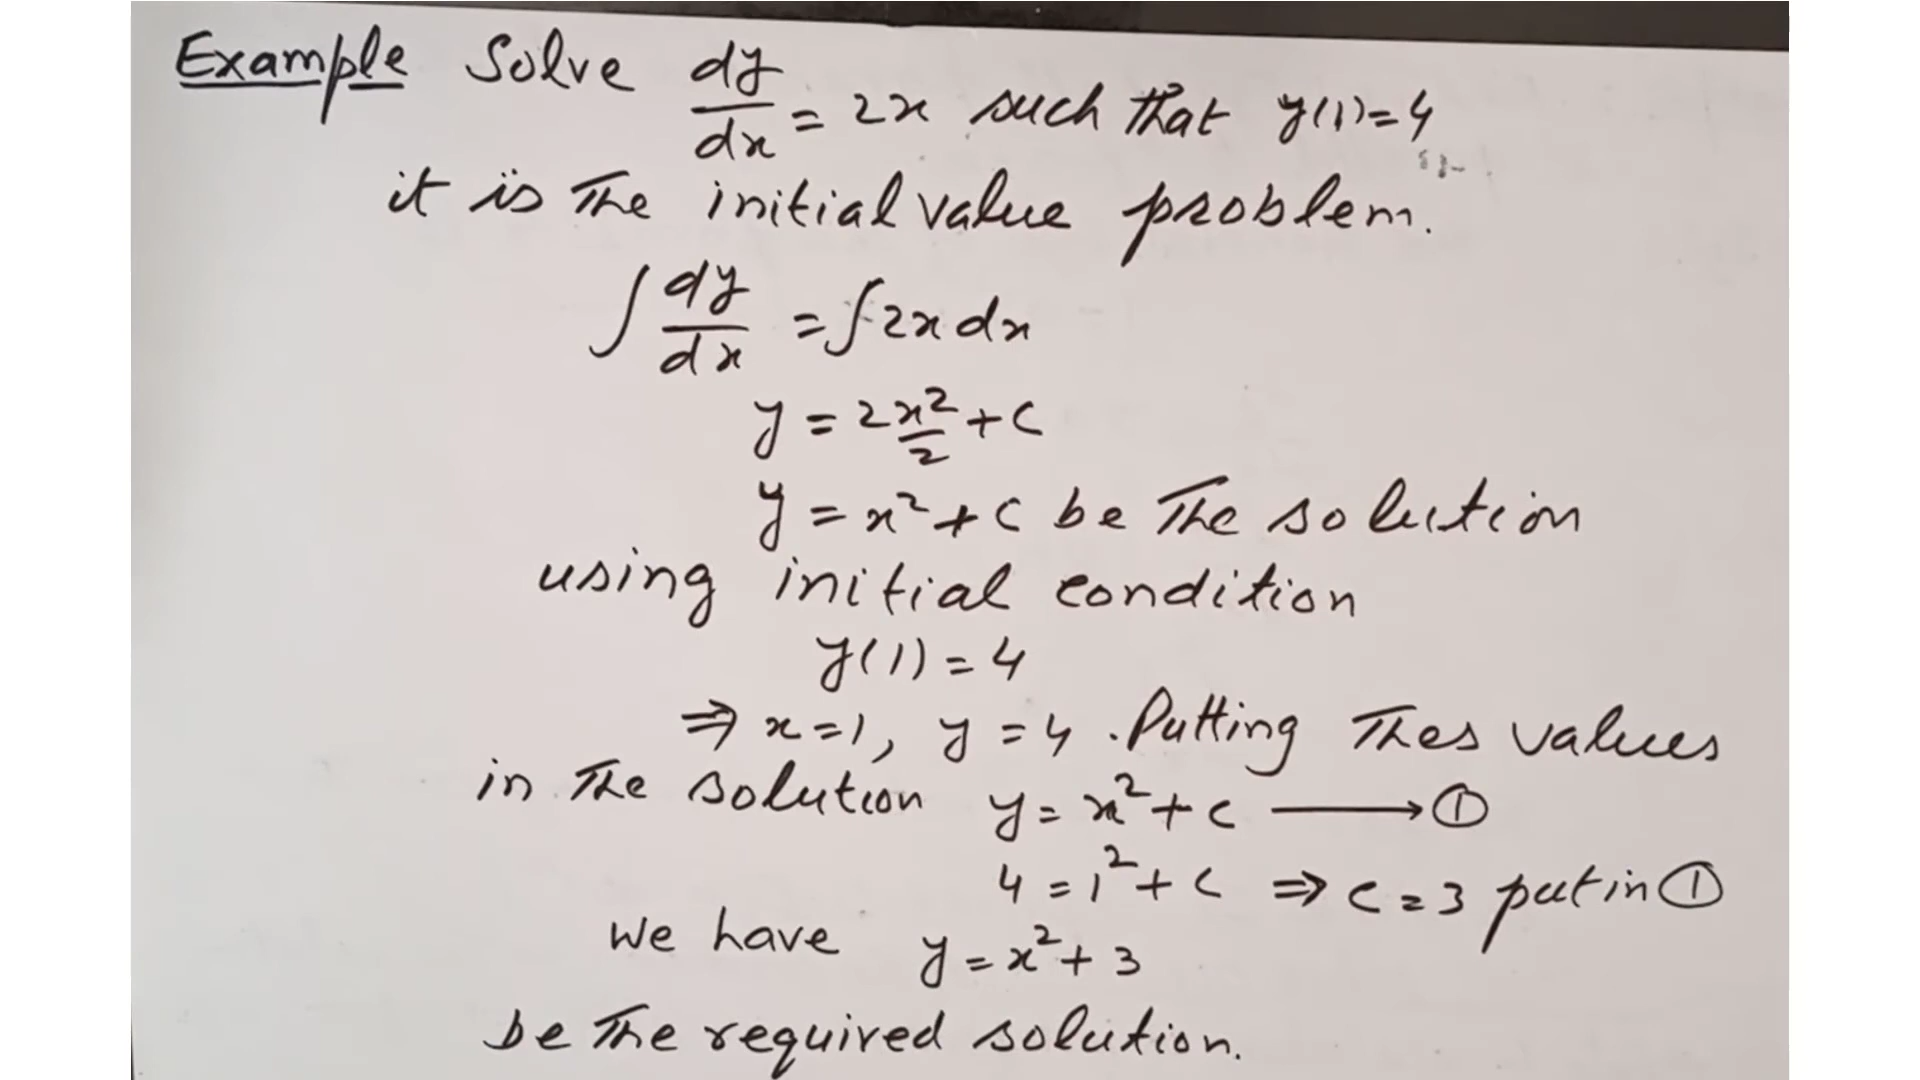 Example Solve dy/dx = 2x such that y(1)=4
it is The initial value problem.
∫ dy/dx = ∫ 2x dx
y = 2x²/2 + C
y = x² + C be The solution
using initial condition
y(1) = 4
⇒ x=1, y=4 . Putting Thes values
in The solution y = x² + c ⟶ ①
4 = 1² + c ⇒ c = 3 put in ①
we have y = x² + 3
be The required solution.